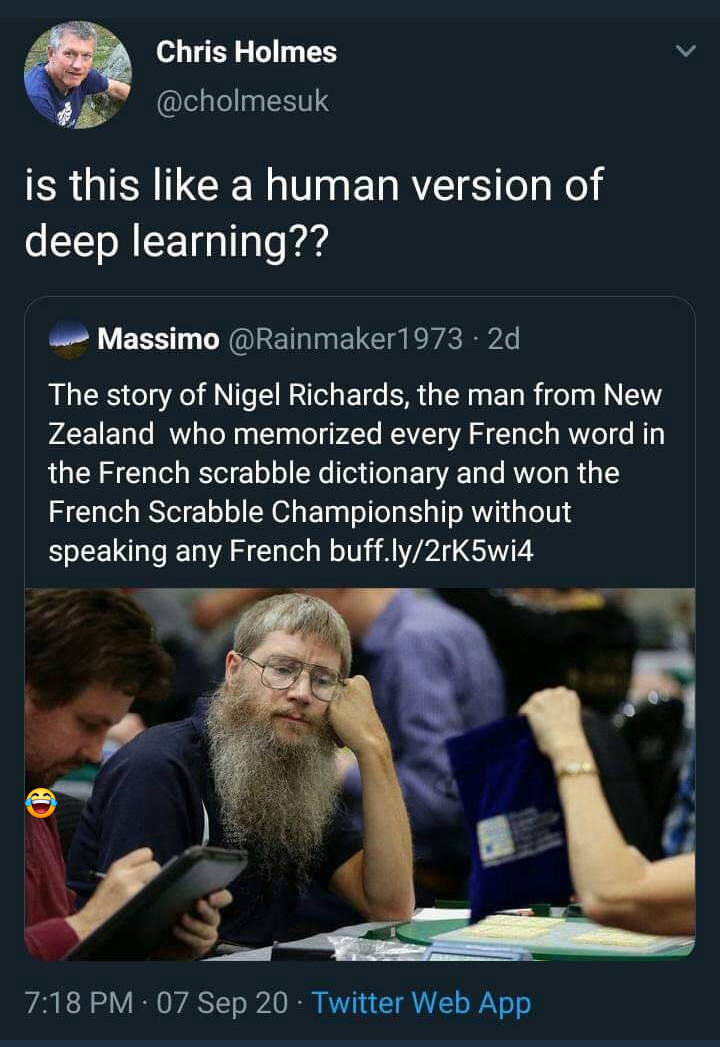 Chris Holmes
@cholmesuk
is this like a human version of
deep learning??
Massimo @Rainmaker1973 · 2d
The story of Nigel Richards, the man from New
Zealand  who memorized every French word in
the French scrabble dictionary and won the
French Scrabble Championship without
speaking any French buff.ly/2rK5wi4
7:18 PM · 07 Sep 20 · Twitter Web App